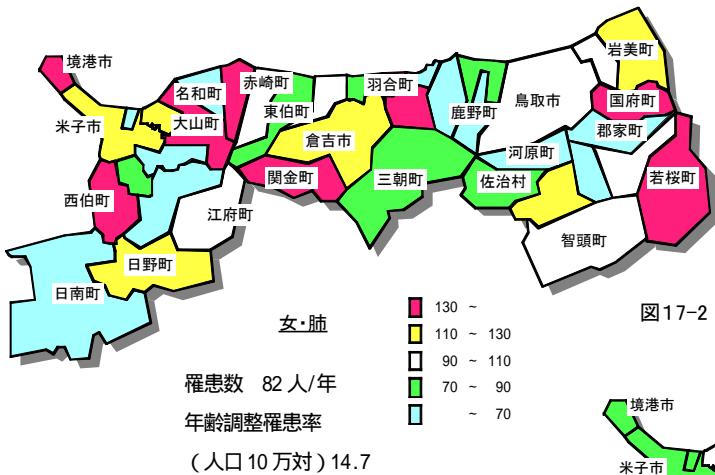 境港市
岩美町
赤崎町
羽合町
名和町
国府町
鳥取市
東伯町
鹿野町
大山町
米子市
倉吉市
郡家町
河原町
関金町
三朝町
佐治村
若桜町
西伯町
江府町
智頭町
日野町
日南町
図17-2
女・肺
130 ~
110 ~ 130
90 ~ 110
70 ~ 90
~ 70
罹患数 82人/年
年齢調整罹患率
(人口10万対)14.7
境港市
米子市